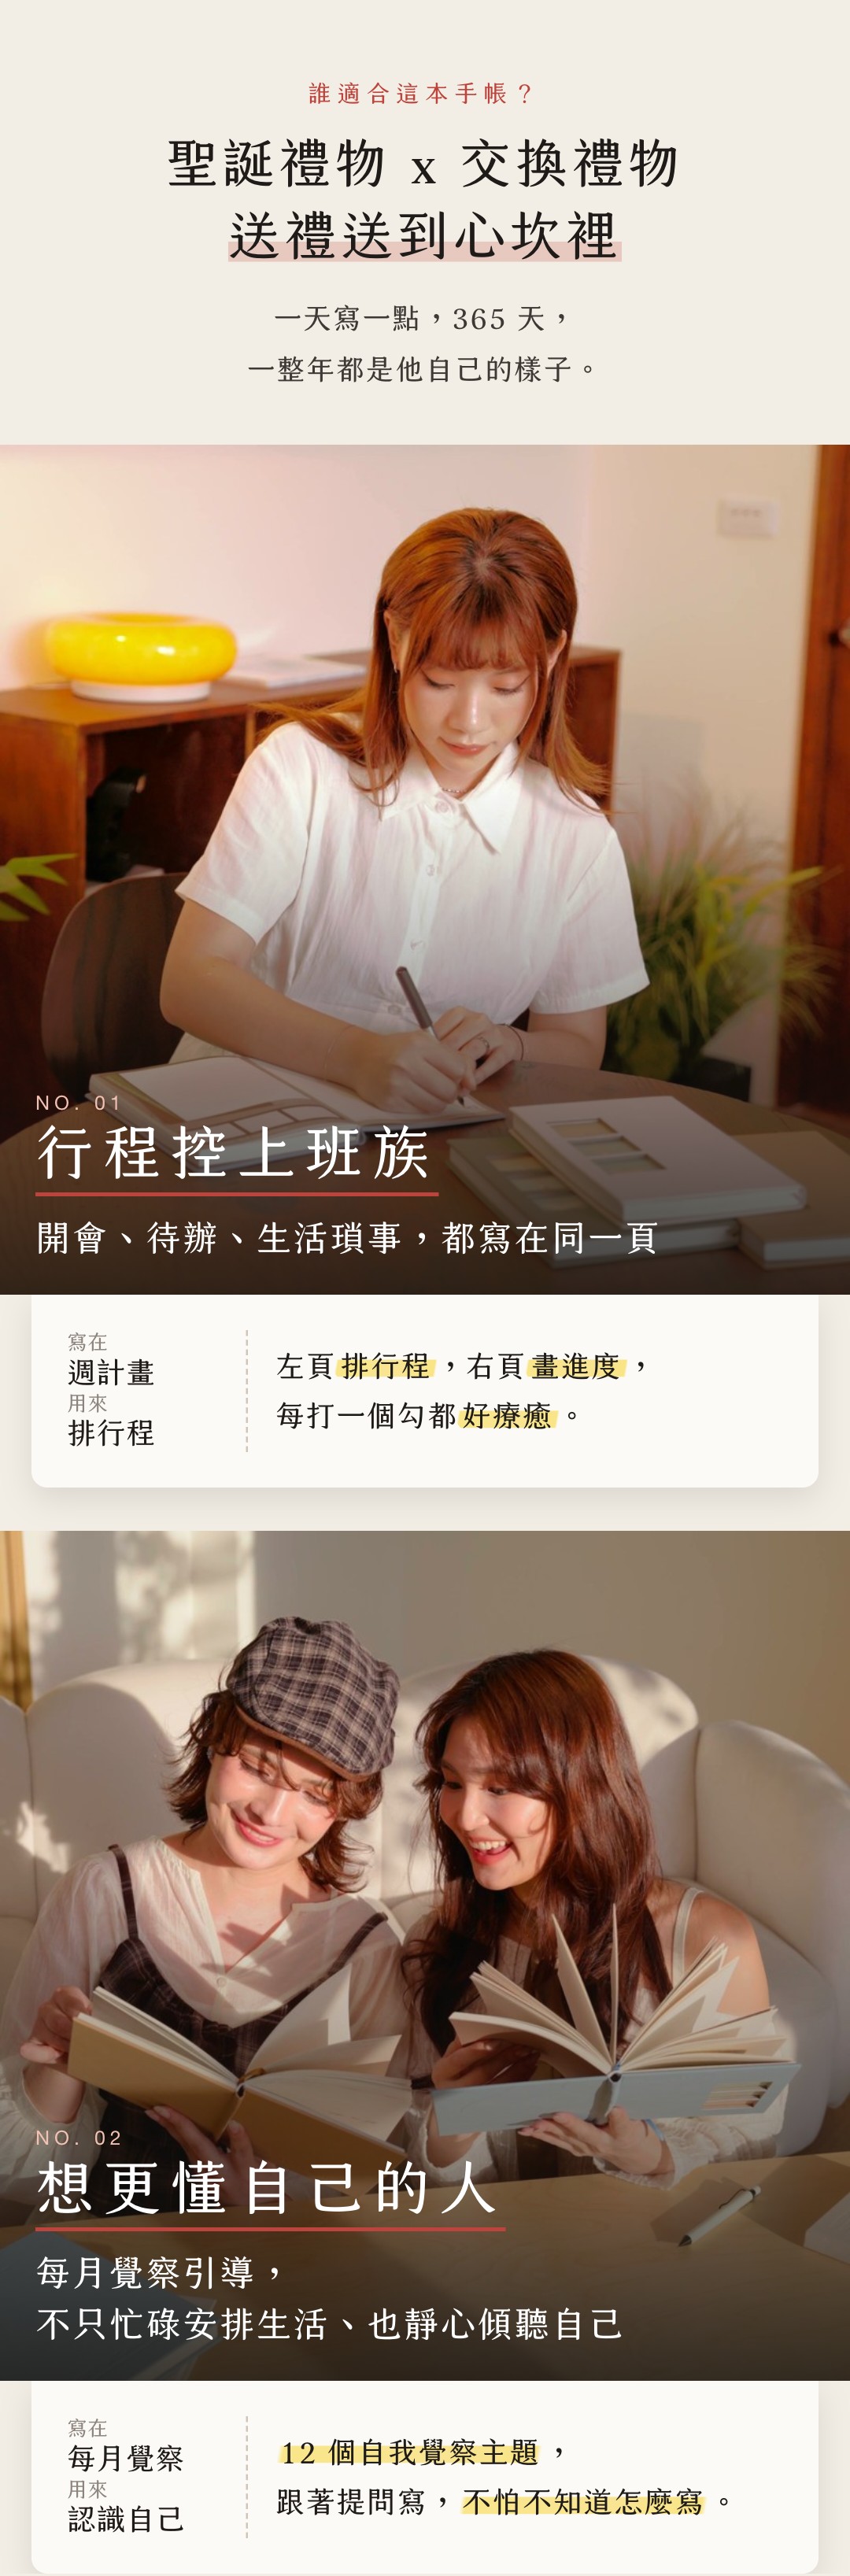 誰適合這本手帳？
聖誕禮物 x 交換禮物
送禮送到心坎裡
一天寫一點，365 天，
一整年都是他自己的樣子。
NO. 01
行程控上班族
開會、待辦、生活瑣事，都寫在同一頁
寫在
週計畫
用來
排行程
左頁排行程，右頁畫進度，
每打一個勾都好療癒。
NO. 02
想更懂自己的人
每月覺察引導，
不只忙碌安排生活、也靜心傾聽自己
寫在
每月覺察
用來
認識自己
12 個自我覺察主題，
跟著提問寫，不怕不知道怎麼寫。